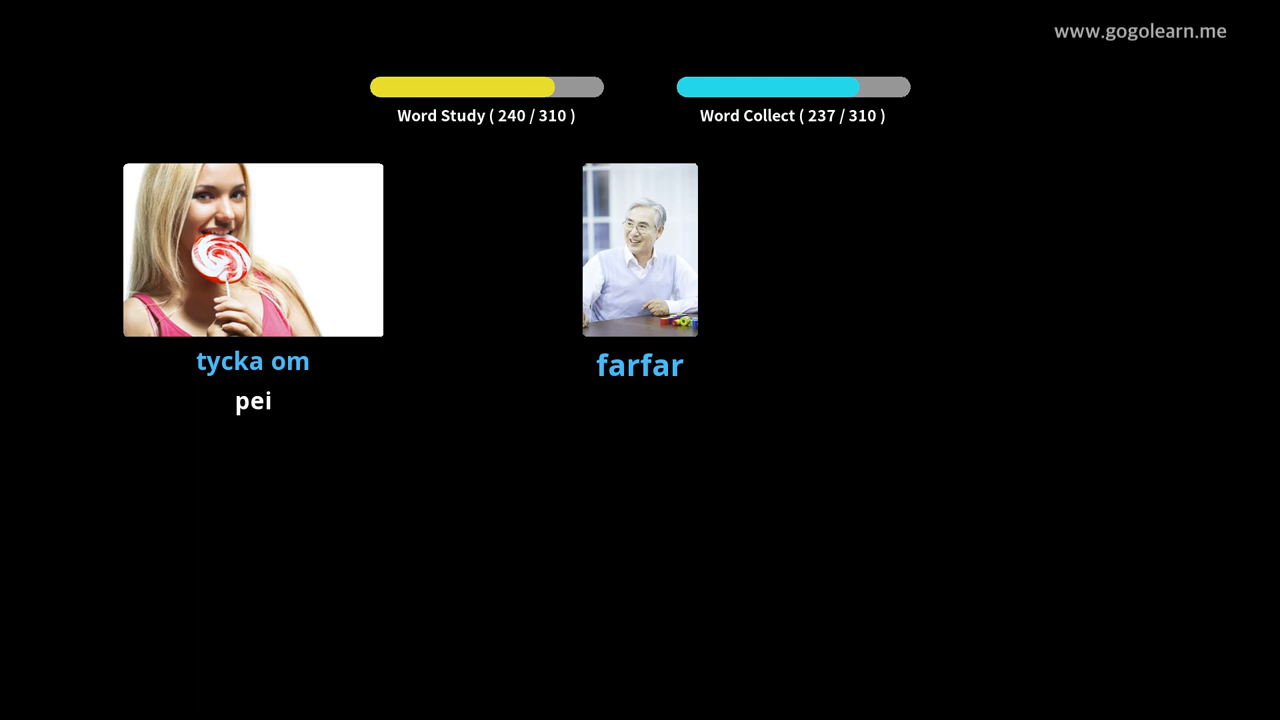 www.gogolearn.me
Word Study ( 240 / 310 )
Word Collect ( 237 / 310 )
tycka om
pei
farfar